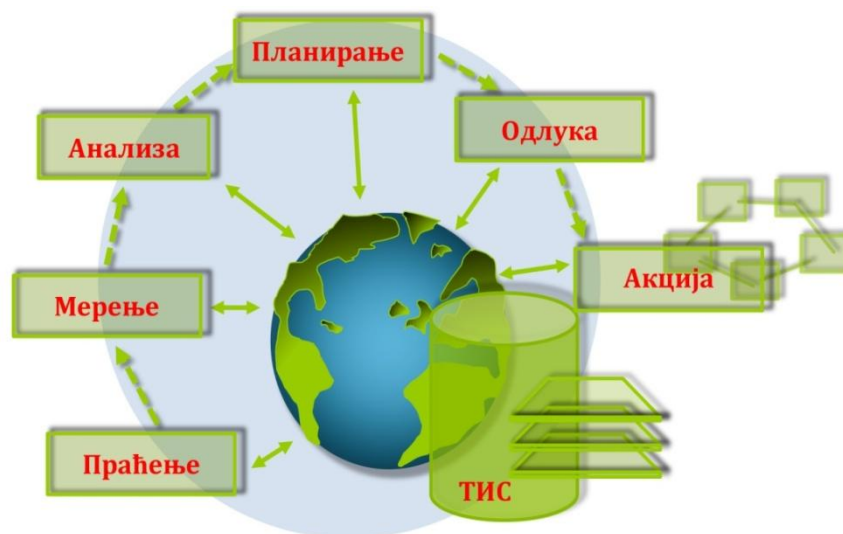 Планирање
Анализа
Одлука
Акција
Мерење
Праћење
ТИС